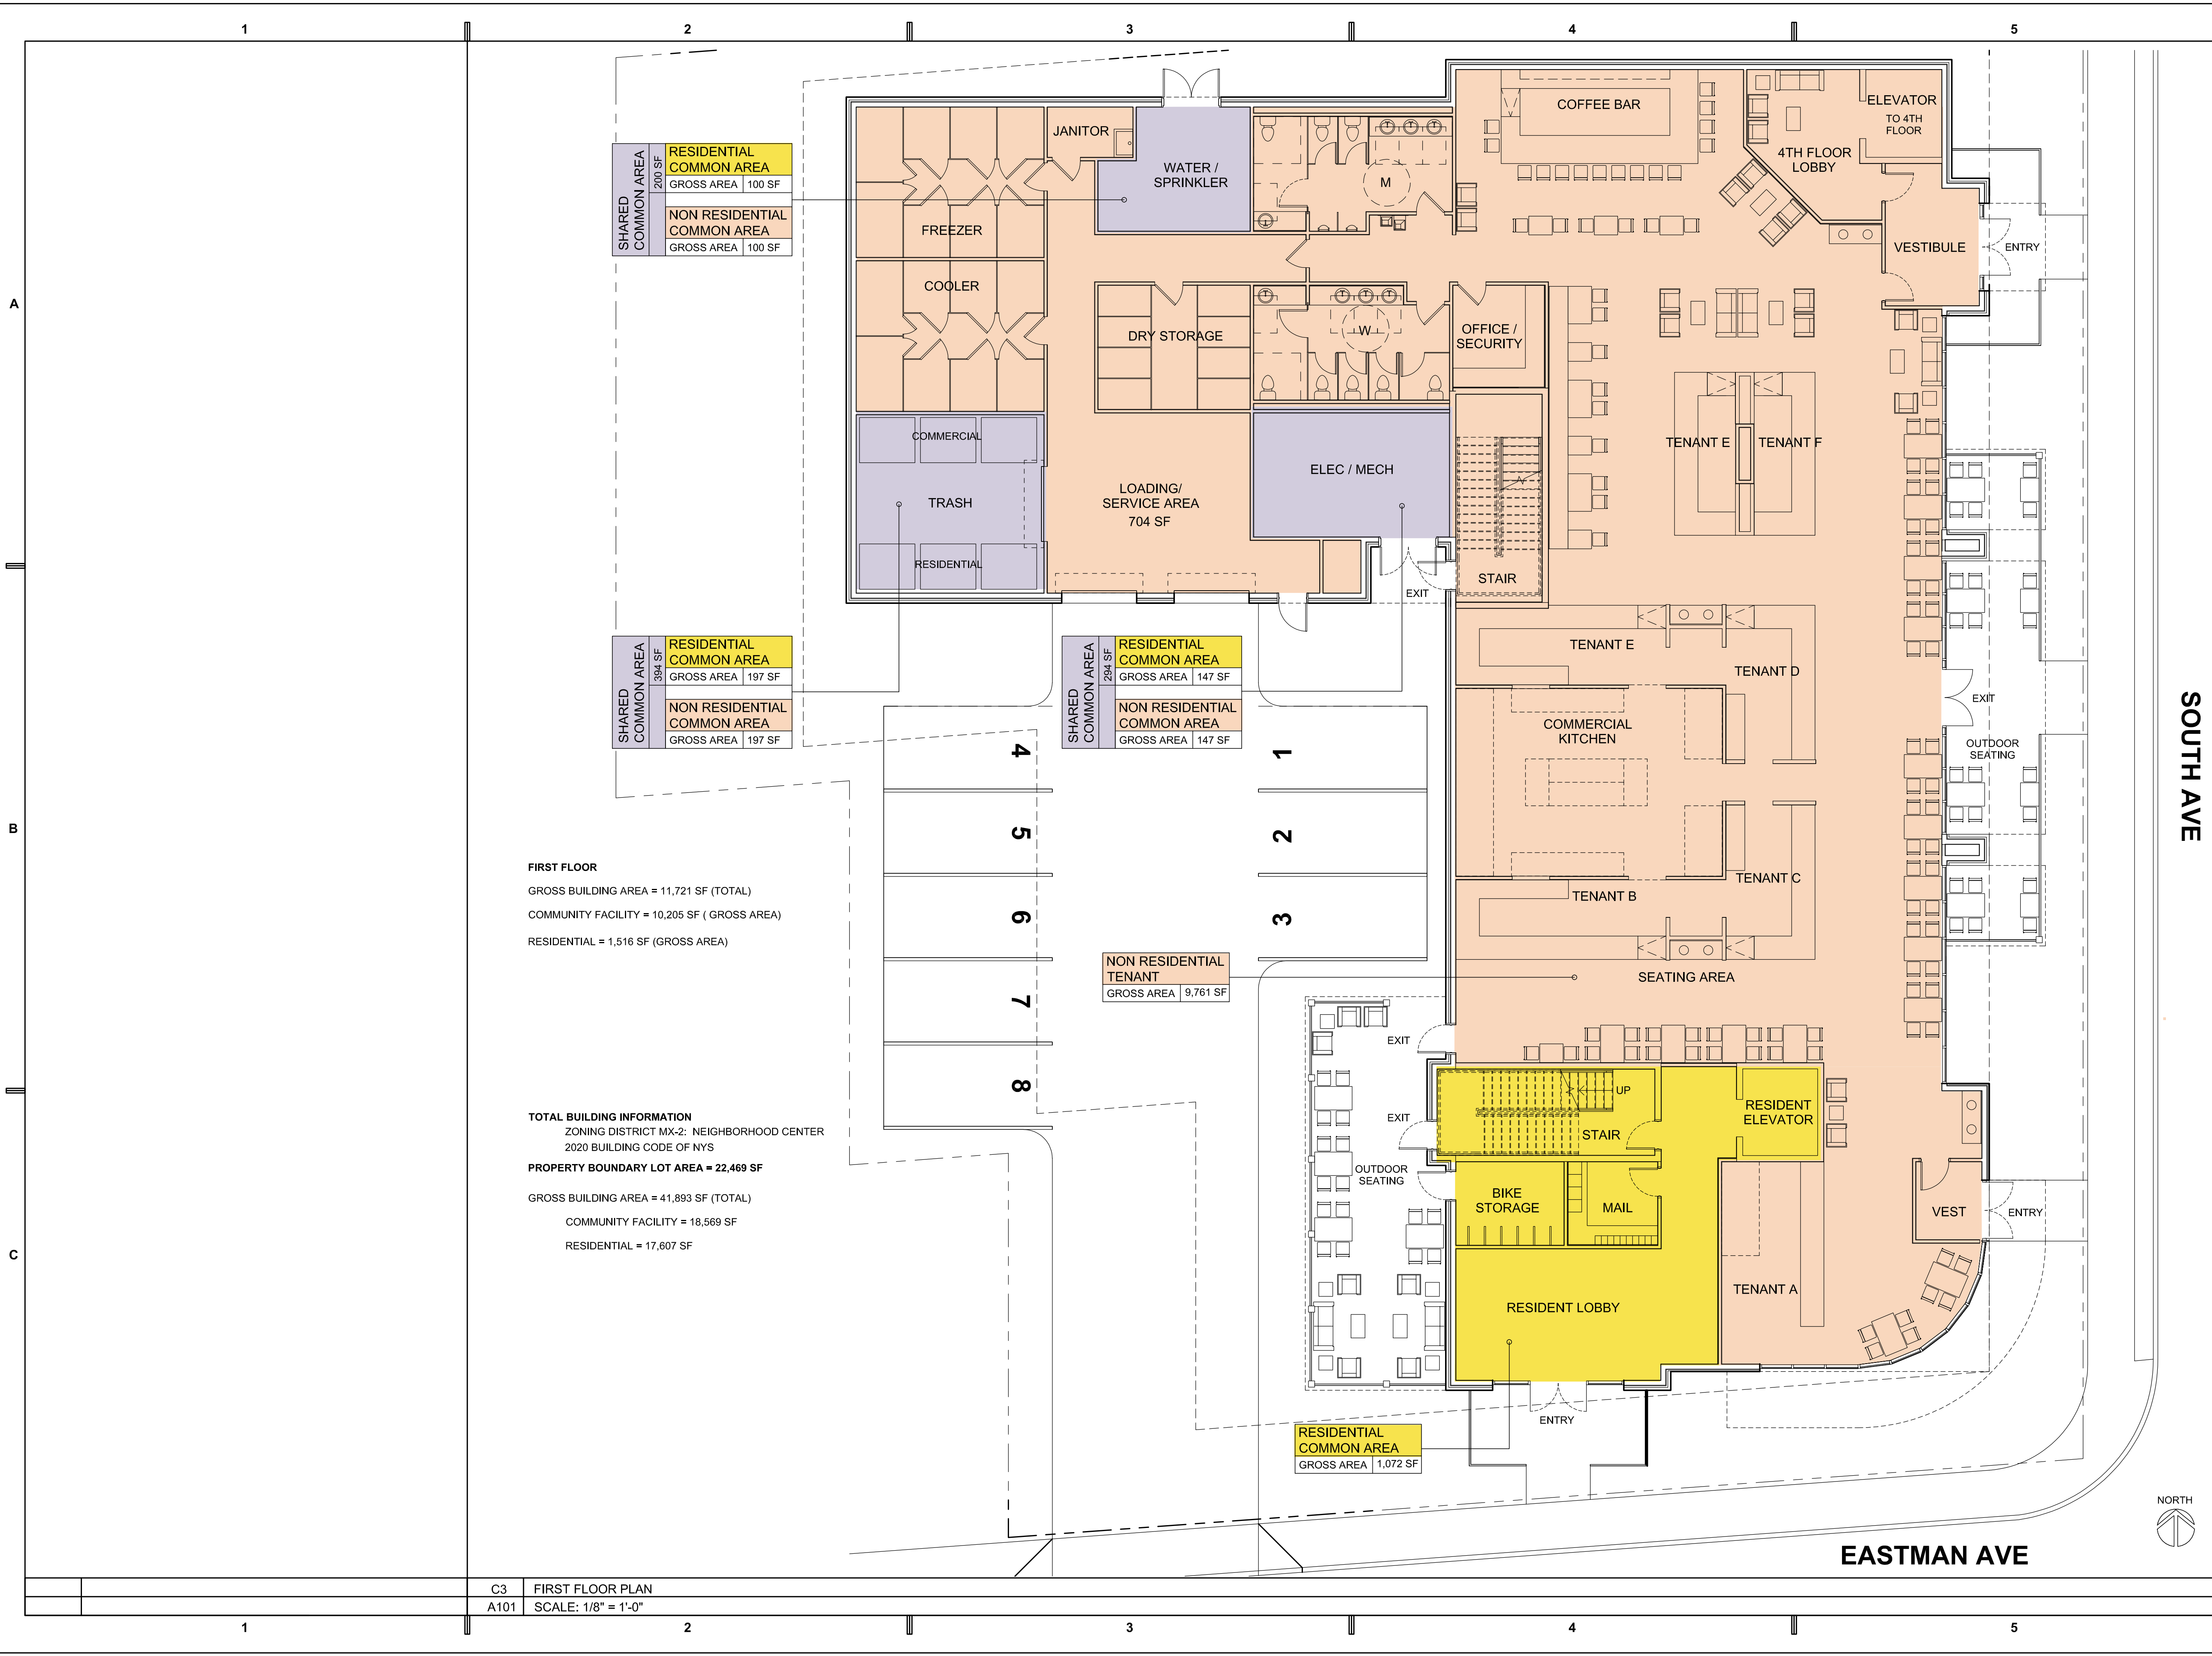 1
2
3
4
5
A
B
C
SHARED
COMMON AREA
200 SF
RESIDENTIAL
COMMON AREA
GROSS AREA 100 SF
NON RESIDENTIAL
COMMON AREA
GROSS AREA 100 SF
JANITOR
WATER /
SPRINKLER
FREEZER
COOLER
DRY STORAGE
M
W
COFFEE BAR
ELEVATOR
TO 4TH
FLOOR
4TH FLOOR
LOBBY
VESTIBULE
ENTRY
OFFICE /
SECURITY
COMMERCIAL
TRASH
RESIDENTIAL
LOADING/
SERVICE AREA
704 SF
ELEC / MECH
STAIR
EXIT
TENANT E
TENANT F
SHARED
COMMON AREA
394 SF
RESIDENTIAL
COMMON AREA
GROSS AREA 197 SF
NON RESIDENTIAL
COMMON AREA
GROSS AREA 197 SF
SHARED
COMMON AREA
294 SF
RESIDENTIAL
COMMON AREA
GROSS AREA 147 SF
NON RESIDENTIAL
COMMON AREA
GROSS AREA 147 SF
TENANT E
TENANT D
COMMERCIAL
KITCHEN
EXIT
OUTDOOR
SEATING
SOUTH AVE
TENANT C
TENANT B
4
5
6
7
8
1
2
3
FIRST FLOOR
GROSS BUILDING AREA = 11,721 SF (TOTAL)
COMMUNITY FACILITY = 10,205 SF ( GROSS AREA)
RESIDENTIAL = 1,516 SF (GROSS AREA)
NON RESIDENTIAL
TENANT
GROSS AREA 9,761 SF
SEATING AREA
EXIT
EXIT
UP
STAIR
RESIDENT
ELEVATOR
OUTDOOR
SEATING
BIKE
STORAGE
MAIL
VEST
ENTRY
TENANT A
RESIDENT LOBBY
ENTRY
TOTAL BUILDING INFORMATION
ZONING DISTRICT MX-2: NEIGHBORHOOD CENTER
2020 BUILDING CODE OF NYS
PROPERTY BOUNDARY LOT AREA = 22,469 SF
GROSS BUILDING AREA = 41,893 SF (TOTAL)
COMMUNITY FACILITY = 18,569 SF
RESIDENTIAL = 17,607 SF
RESIDENTIAL
COMMON AREA
GROSS AREA 1,072 SF
NORTH
EASTMAN AVE
C3 FIRST FLOOR PLAN
A101 SCALE: 1/8" = 1'-0"
1
2
3
4
5